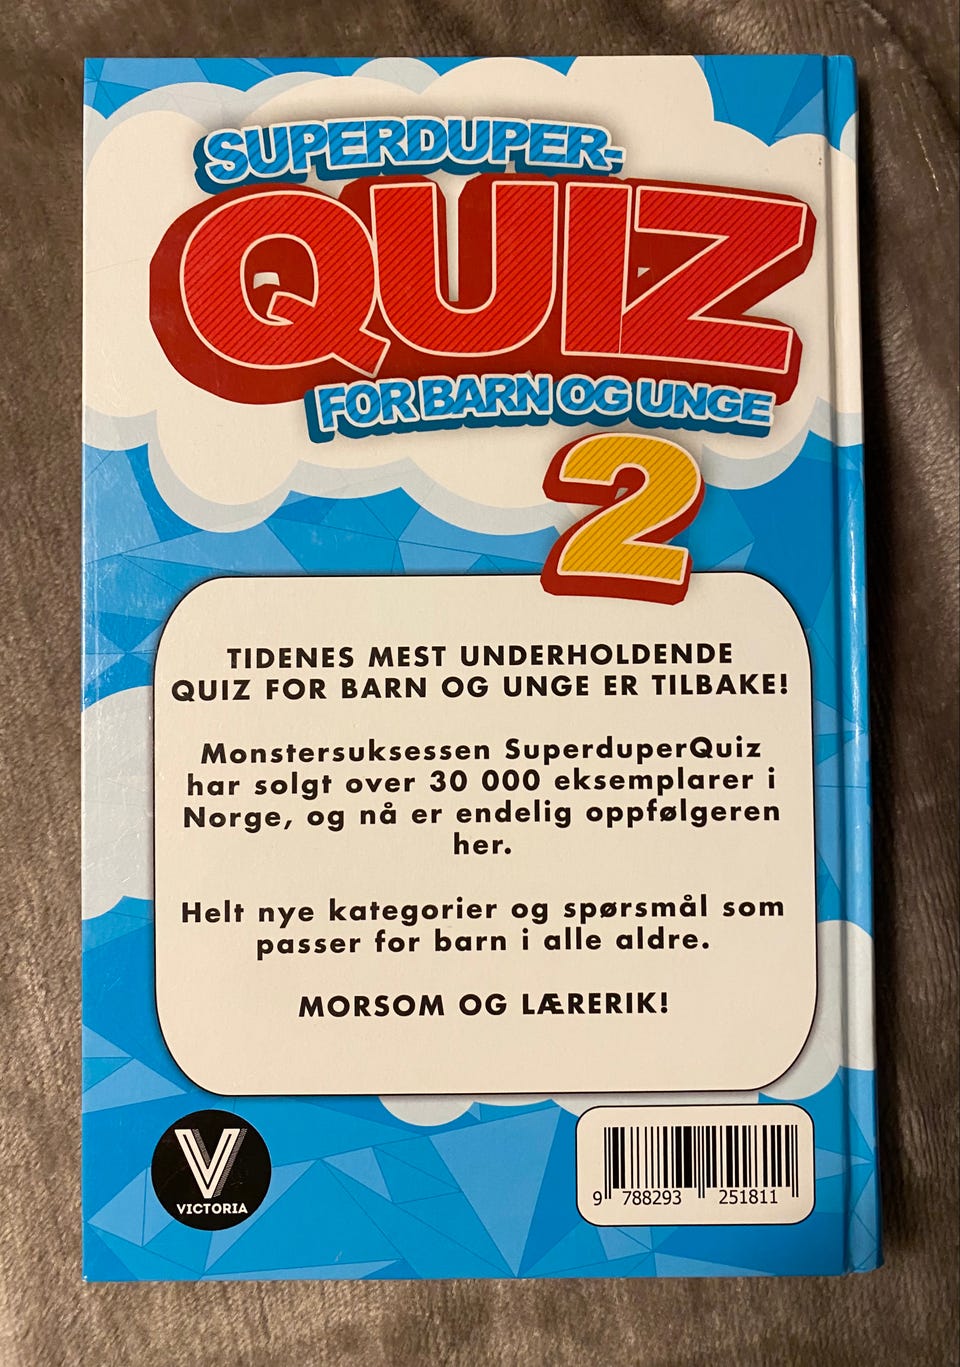 SUPERDUPER-
QUIZ
FOR BARN OG UNGE
2
TIDENES MEST UNDERHOLDENDE
QUIZ FOR BARN OG UNGE ER TILBAKE!
Monstersuksessen SuperduperQuiz
har solgt over 30 000 eksemplarer i
Norge, og nå er endelig oppfølgeren
her.
Helt nye kategorier og spørsmål som
passer for barn i alle aldre.
MORSOM OG LÆRERIK!
V
VICTORIA
9 788293 251811